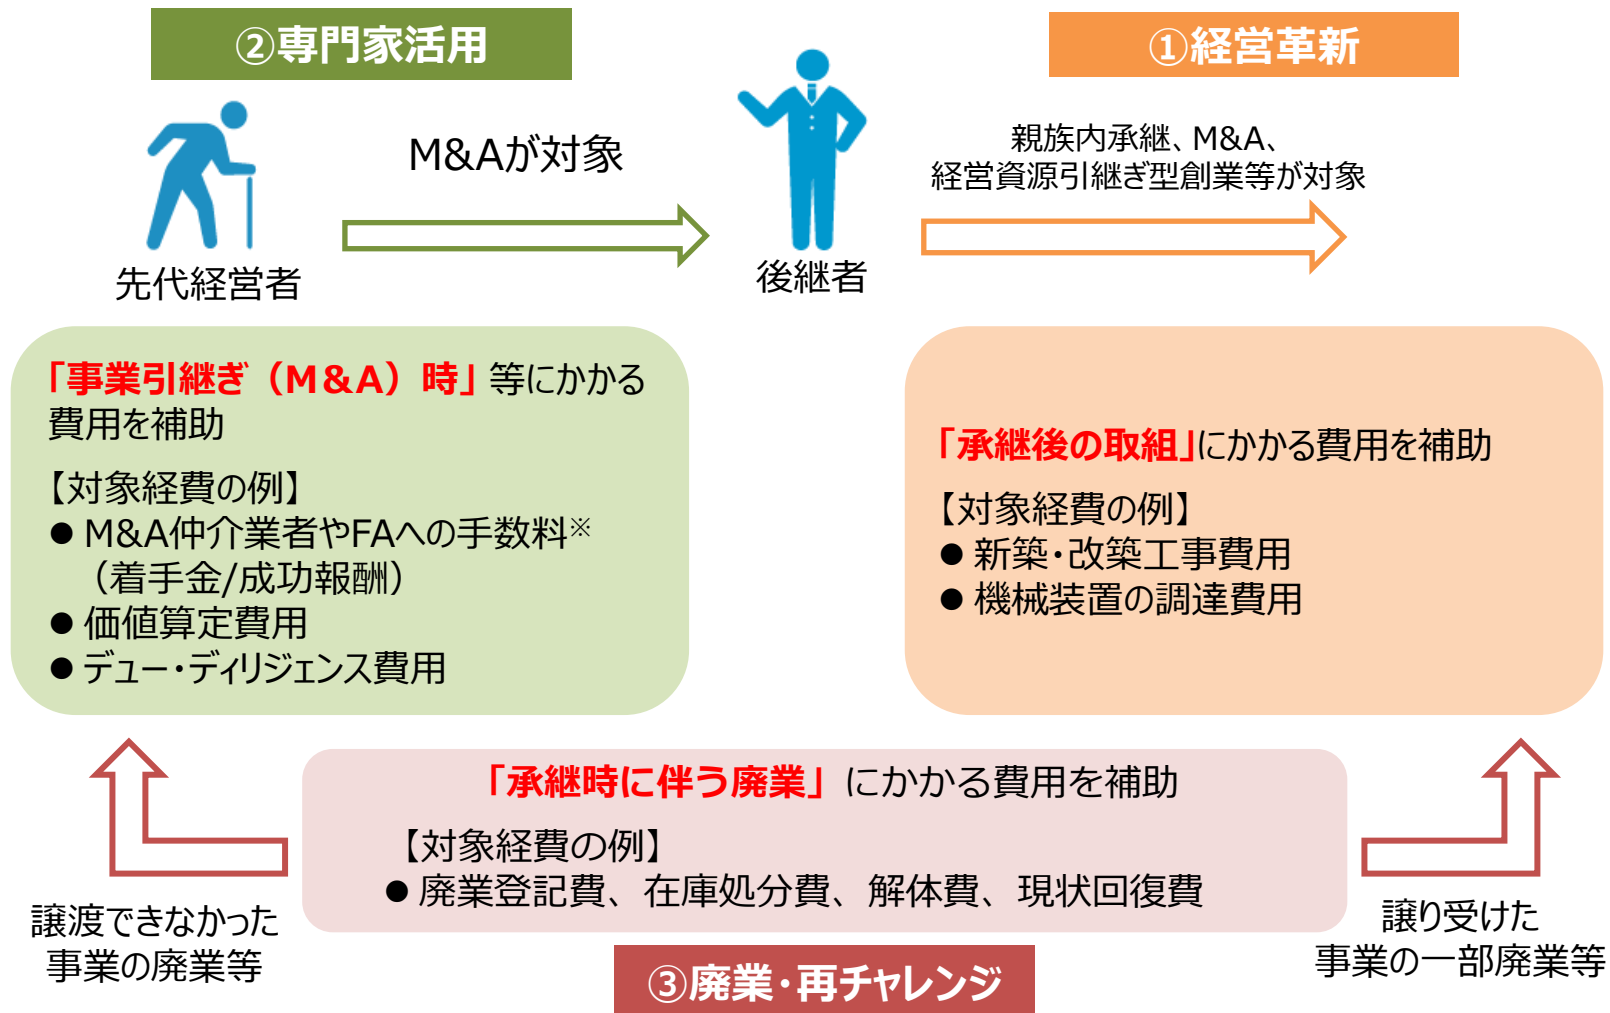 ②専門家活用
①経営革新
M&Aが対象
親族内承継、M&A、
経営資源引継ぎ型創業等が対象
先代経営者
後継者
「事業引継ぎ（M&A）時」等にかかる
費用を補助
【対象経費の例】
● M&A仲介業者やFAへの手数料※
（着手金/成功報酬）
● 価値算定費用
● デュー・ディリジェンス費用
「承継後の取組」にかかる費用を補助
【対象経費の例】
● 新築・改築工事費用
● 機械装置の調達費用
「承継時に伴う廃業」にかかる費用を補助
【対象経費の例】
● 廃業登記費、在庫処分費、解体費、現状回復費
譲渡できなかった
事業の廃業等
譲り受けた
事業の一部廃業等
③廃業・再チャレンジ